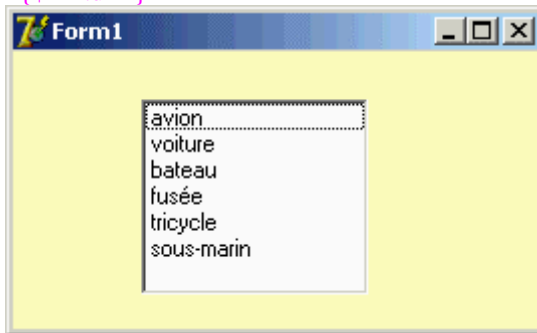 Form1
avion
voiture
bateau
fusée
tricycle
sous-marin